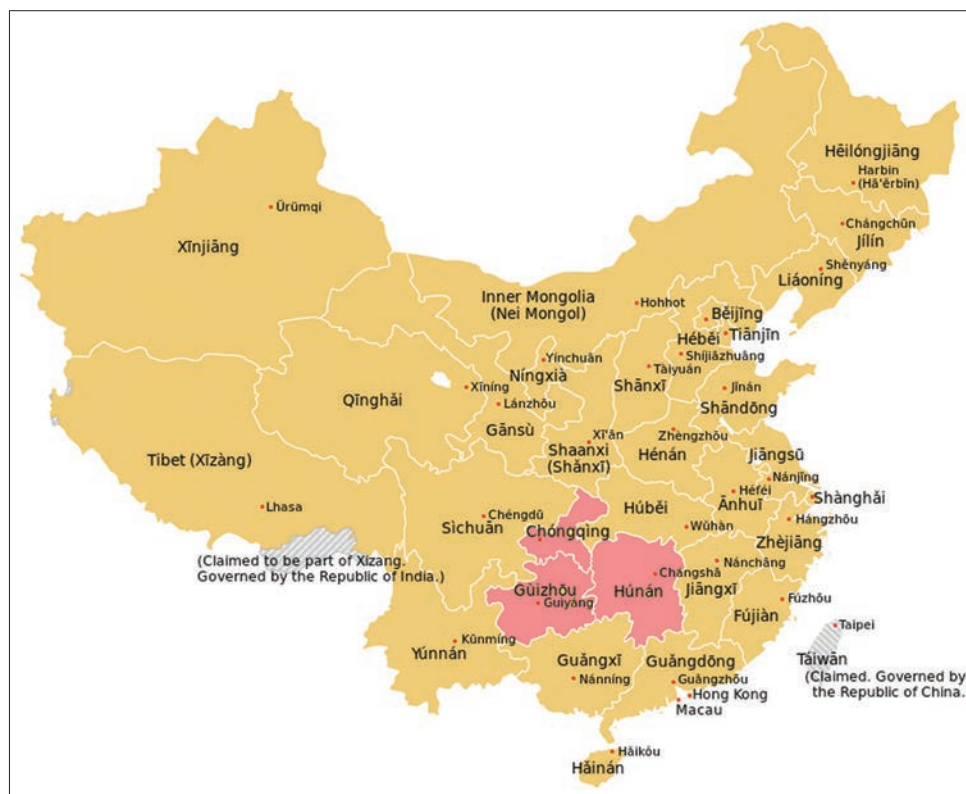 Hēilóngjiāng
Harbin
(Hā'ěrbīn)
Chángchūn
Jílín
Shěnyáng
Liáoníng
Ürümqi
Xīnjiāng
Inner Mongolia
(Nei Mongol)
Hohhot
Běijīng
Tiānjīn
Héběi
Shíjiāzhuāng
Yínchuān
Níngxià
Tàiyuán
Shānxī
Jǐnán
Shāndōng
Qīnghǎi
Xīníng
Lánzhōu
Gānsù
Xī'ān
Shaanxi
(Shǎnxī)
Zhèngzhōu
Hénán
Jiāngsū
Nánjīng
Héféi
Ānhuī
Shànghǎi
Tibet (Xīzàng)
Lhasa
Chéngdū
Sìchuān
Chóngqìng
Húběi
Wǔhàn
Hángzhōu
Zhèjiāng
(Claimed to be part of Xizang.
Governed by the Republic of India.)
Gùizhōu
Guìyáng
Chángshā
Húnán
Nánchāng
Jiāngxī
Fúzhōu
Fújiàn
Kūnmíng
Yúnnán
Guǎngxī
Nánníng
Guǎngdōng
Guǎngzhōu
Hong Kong
Macau
Taipei
Táiwān
(Claimed. Governed by
the Republic of China.
Hǎikóu
Hǎinán